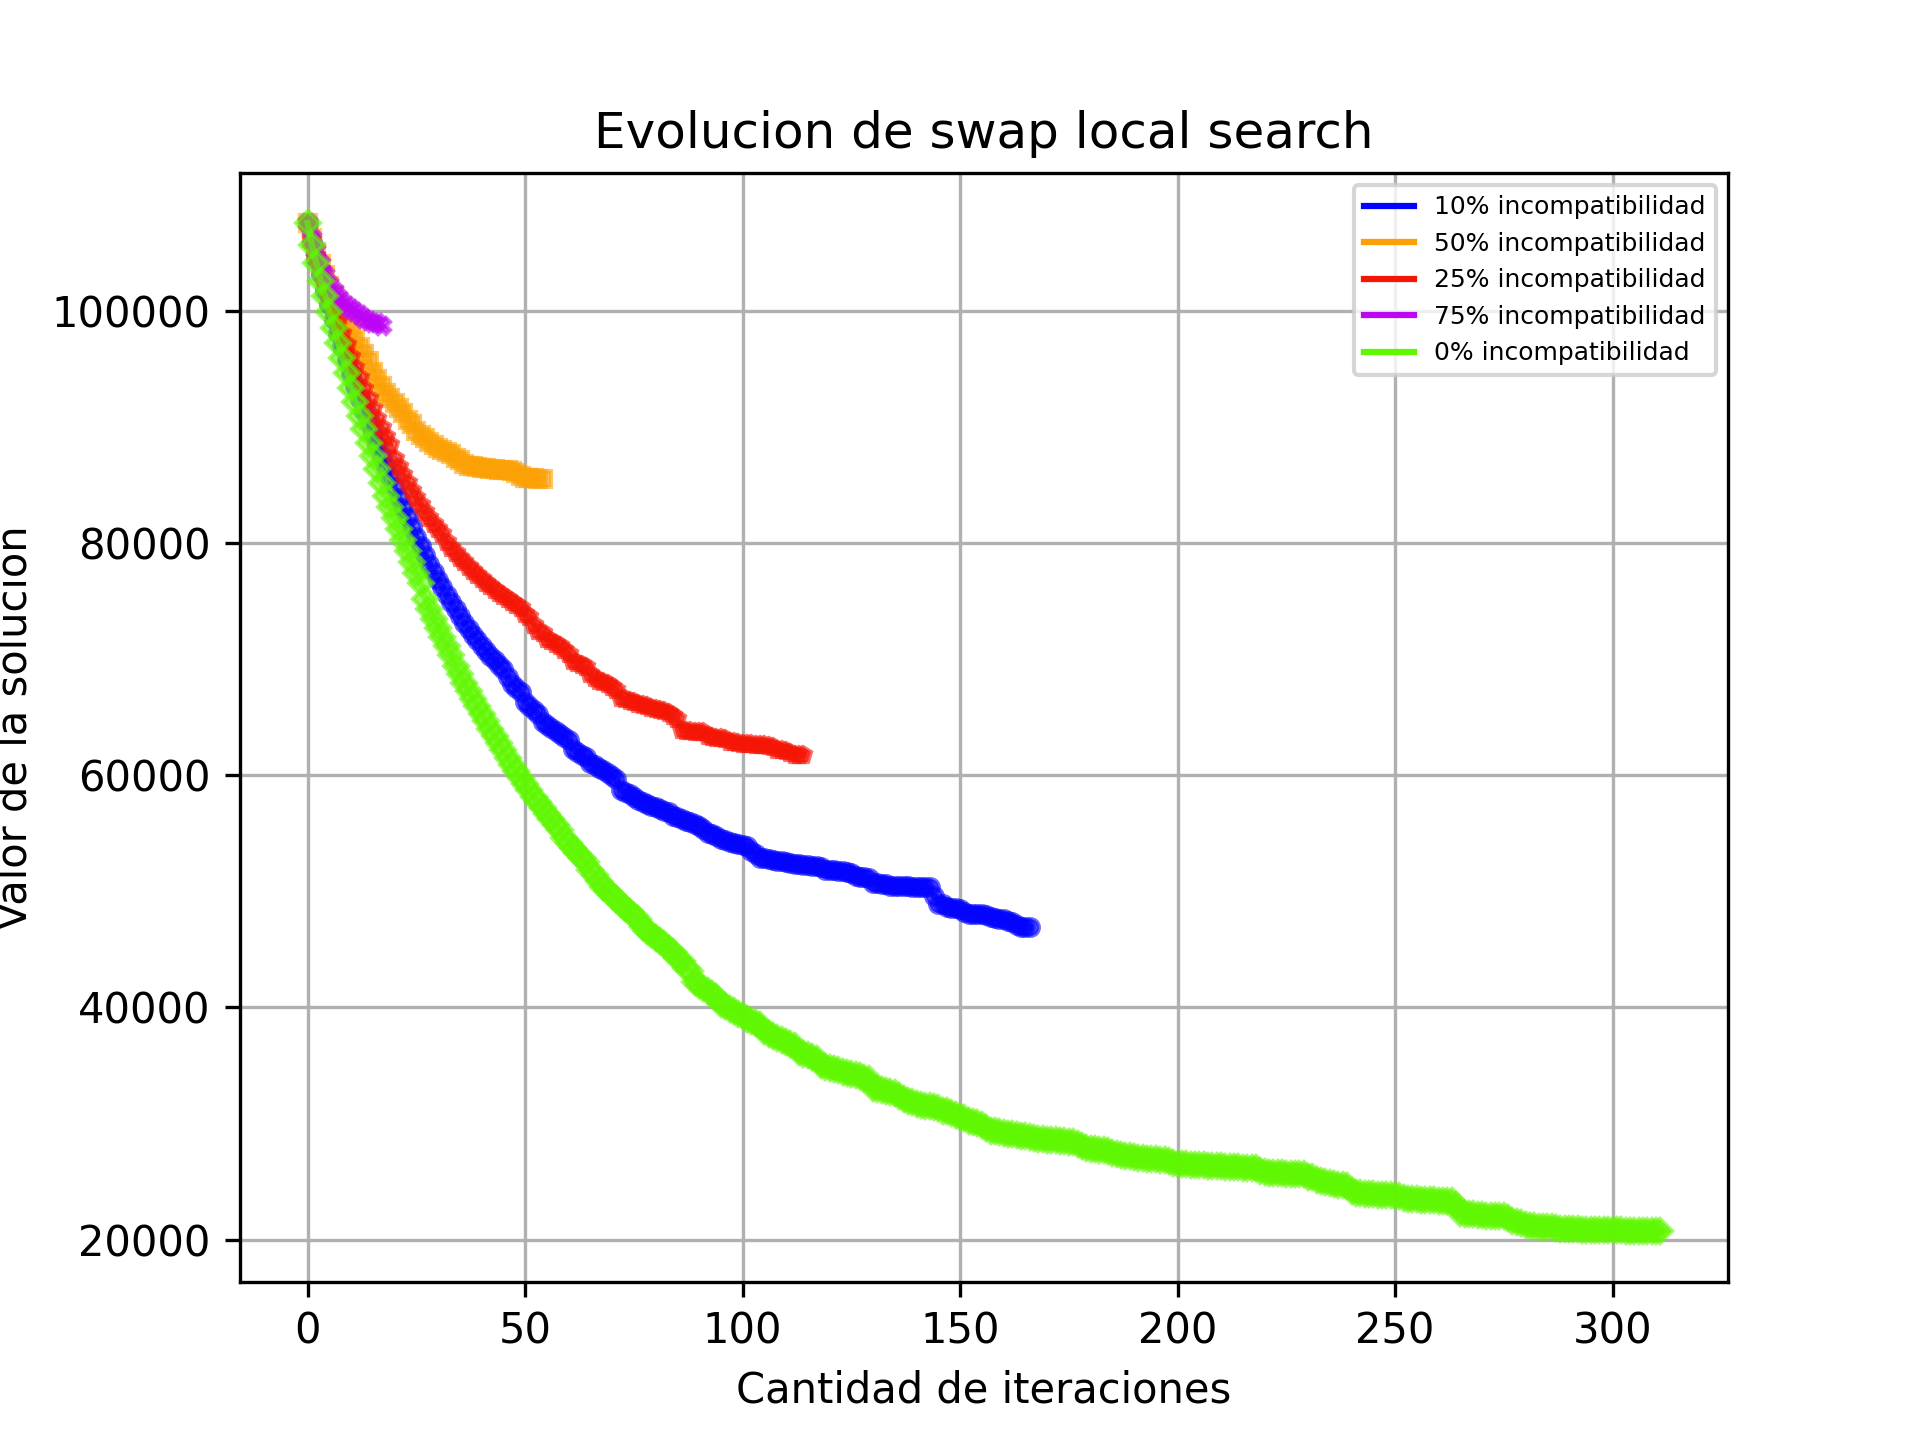 Evolucion de swap local search
10% incompatibilidad
50% incompatibilidad
25% incompatibilidad
75% incompatibilidad
0% incompatibilidad
Valor de la solucion
100000
80000
60000
40000
20000
0 50 100 150 200 250 300
Cantidad de iteraciones